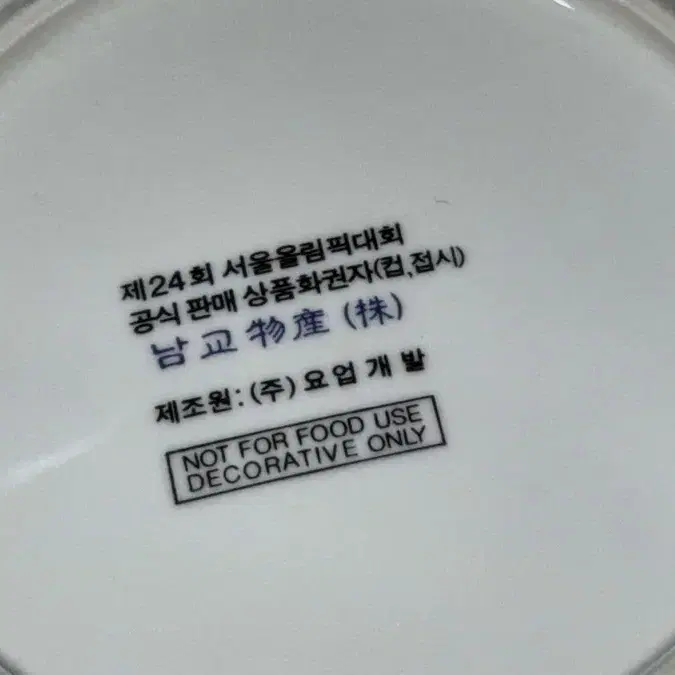 제24회 서울올림픽대회
공식 판매 상품화권자(컵,접시)
남교物産(株)
제조원:(주)요업개발
NOT FOR FOOD USE
DECORATIVE ONLY